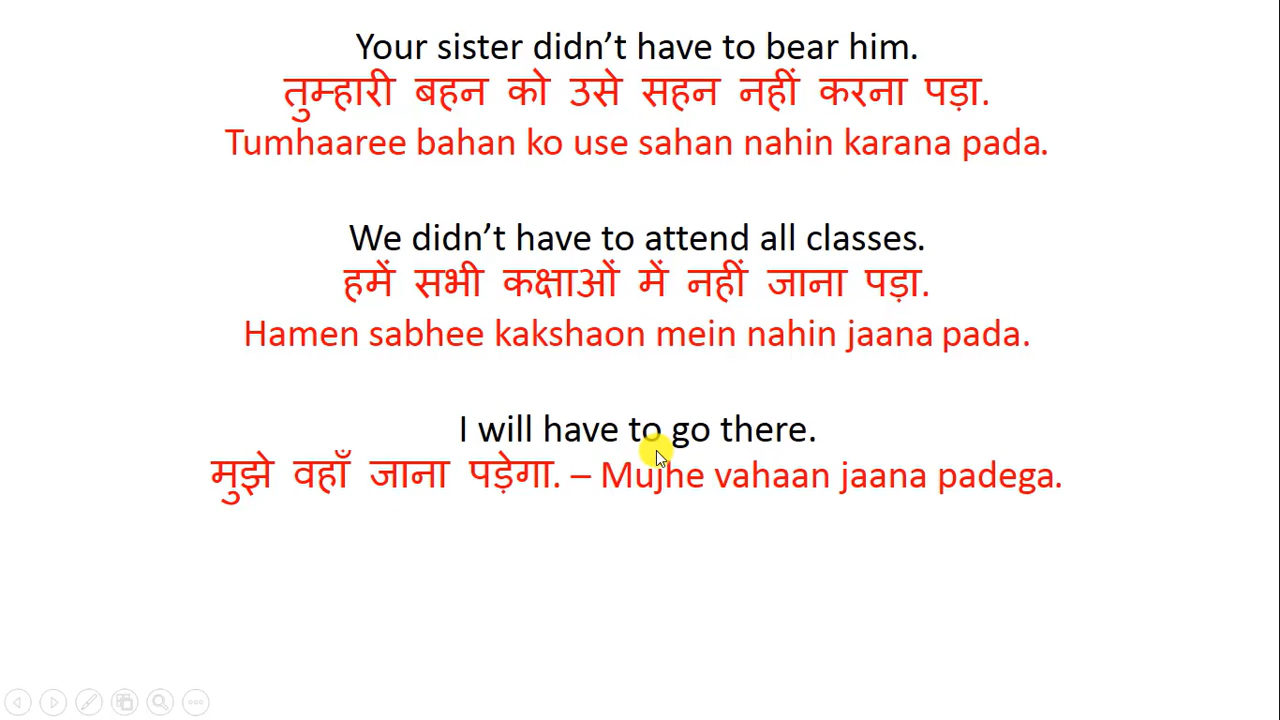 Your sister didn’t have to bear him.
तुम्हारी बहन को उसे सहन नहीं करना पड़ा.
Tumhaaree bahan ko use sahan nahin karana pada.
We didn’t have to attend all classes.
हमें सभी कक्षाओं में नहीं जाना पड़ा.
Hamen sabhee kakshaon mein nahin jaana pada.
I will have to go there.
मुझे वहाँ जाना पड़ेगा. – Mujhe vahaan jaana padega.